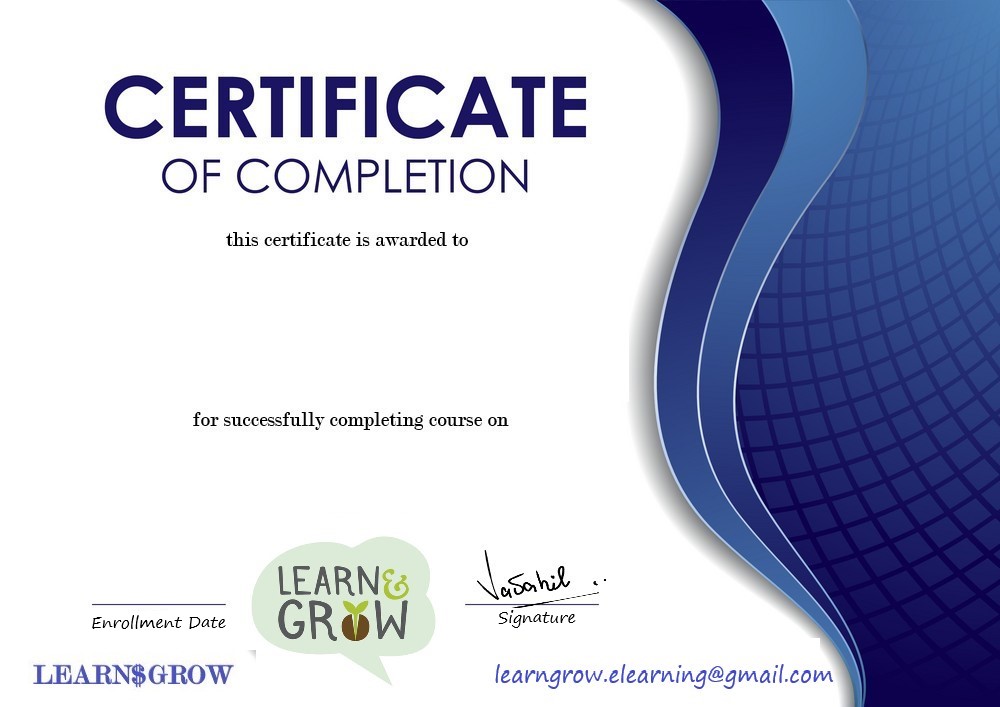 CERTIFICATE
OF COMPLETION
this certificate is awarded to
for successfully completing course on
LEARN&
GROW
Enrollment Date
Signature
LEARN$GROW
learngrow.elearning@gmail.com